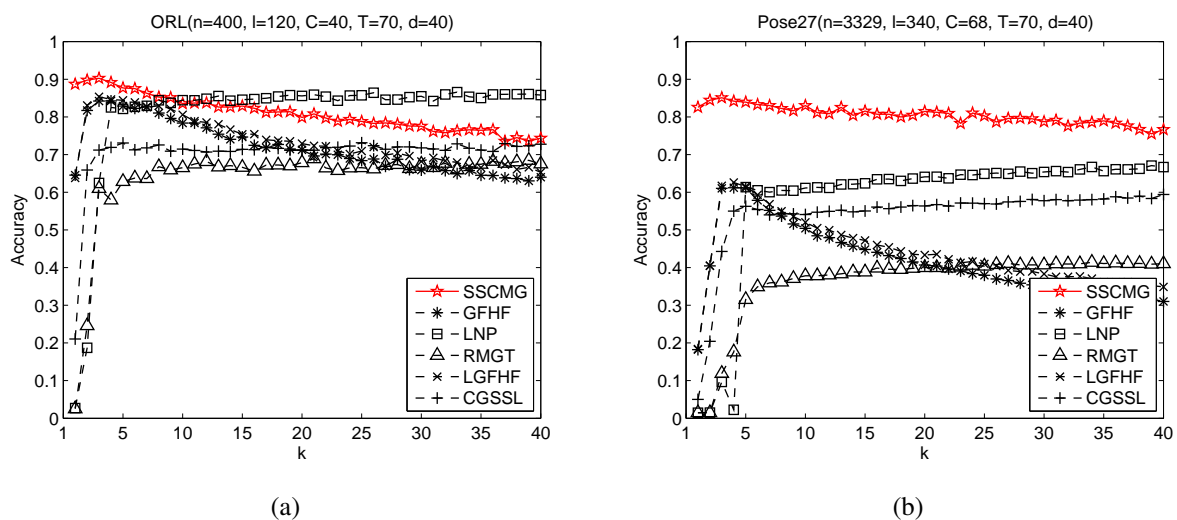 ORL(n=400, l=120, C=40, T=70, d=40)
1
0.9
0.8
0.7
0.6
0.5
0.4
0.3
0.2
0.1
0
Accuracy
1 5 10 15 20 25 30 35 40
k
SSCMG
GFHF
LNP
RMGT
LGFHF
CGSSL
(a)
Pose27(n=3329, l=340, C=68, T=70, d=40)
1
0.9
0.8
0.7
0.6
0.5
0.4
0.3
0.2
0.1
0
Accuracy
1 5 10 15 20 25 30 35 40
k
SSCMG
GFHF
LNP
RMGT
LGFHF
CGSSL
(b)